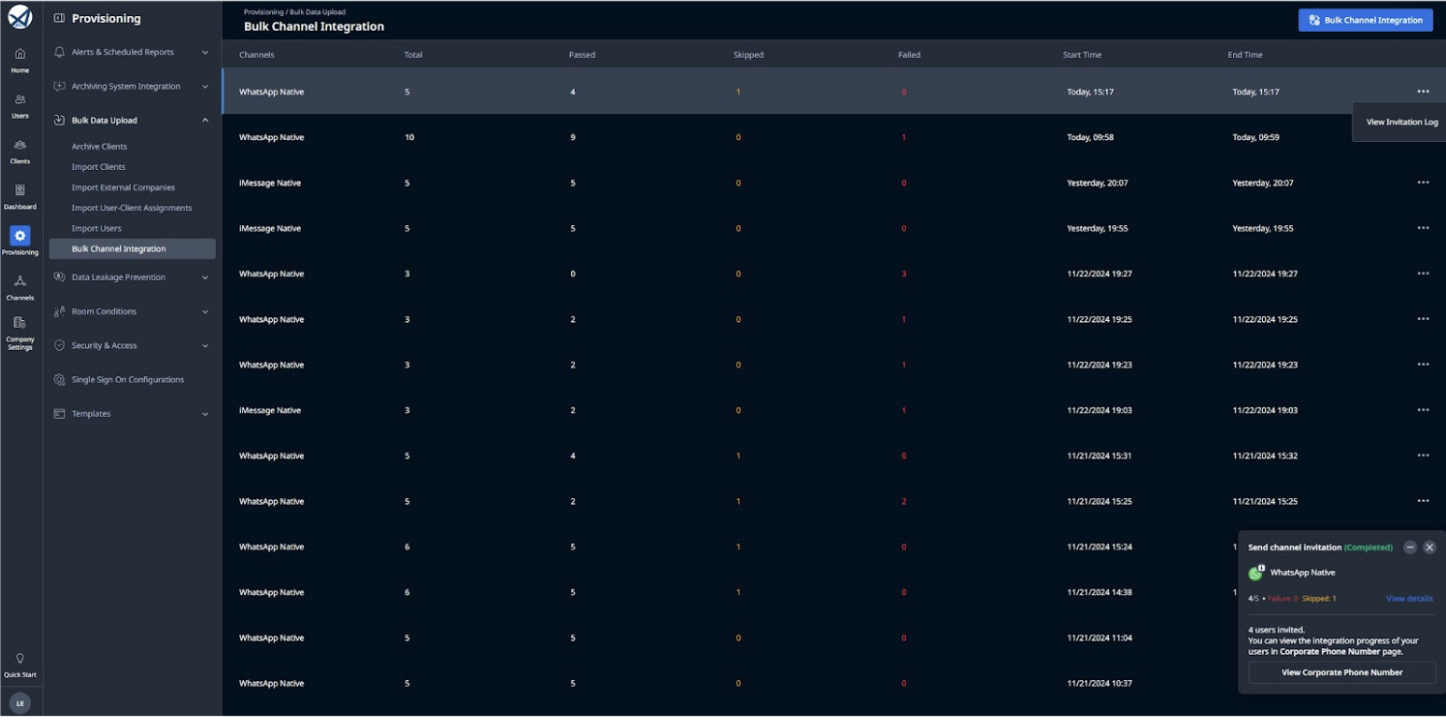 Provisioning
Home
Users
Clients
Dashboard
Provisioning
Channels
Company
Settings
Quick Start
LE
Alerts & Scheduled Reports
Archiving System Integration
Bulk Data Upload
Archive Clients
Import Clients
Import External Companies
Import User-Client Assignments
Import Users
Bulk Channel Integration
Data Leakage Prevention
Room Conditions
Security & Access
Single Sign On Configurations
Templates
Provisioning / Bulk Data Upload
Bulk Channel Integration
Bulk Channel Integration
Channels Total Passed Skipped Failed Start Time End Time
WhatsApp Native 5 4 1 0 Today, 15:17 Today, 15:17
View Invitation Log
WhatsApp Native 10 9 0 1 Today, 09:58 Today, 09:59
iMessage Native 5 5 0 0 Yesterday, 20:07 Yesterday, 20:07
iMessage Native 5 5 0 0 Yesterday, 19:55 Yesterday, 19:55
WhatsApp Native 3 0 0 3 11/22/2024 19:27 11/22/2024 19:27
WhatsApp Native 3 2 0 1 11/22/2024 19:25 11/22/2024 19:25
WhatsApp Native 3 2 0 1 11/22/2024 19:23 11/22/2024 19:23
iMessage Native 3 2 0 1 11/22/2024 19:03 11/22/2024 19:03
WhatsApp Native 5 4 1 0 11/21/2024 15:31 11/21/2024 15:32
WhatsApp Native 5 2 1 2 11/21/2024 15:25 11/21/2024 15:25
WhatsApp Native 6 5 1 0 11/21/2024 15:24 1
WhatsApp Native 6 5 1 0 11/21/2024 14:38 1
WhatsApp Native 5 5 0 0 11/21/2024 11:04
WhatsApp Native 5 5 0 0 11/21/2024 10:37
Send channel invitation (Completed)
WhatsApp Native
4/5 • Failure: 0 Skipped: 1 View details
4 users invited.
You can view the integration progress of your
users in Corporate Phone Number page.
View Corporate Phone Number